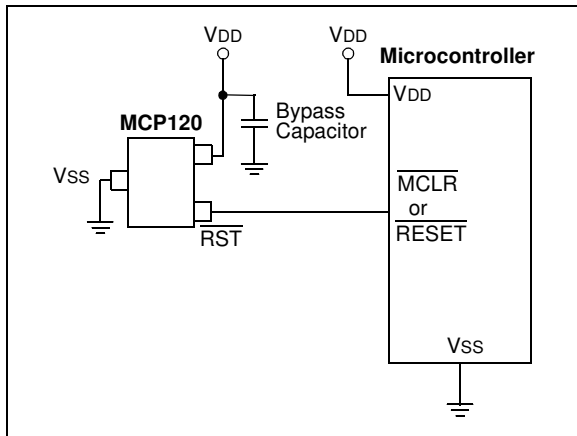 VDD
VDD
Microcontroller
VDD
Bypass
Capacitor
MCP120
VSS
MCLR
or
RESET
RST
VSS